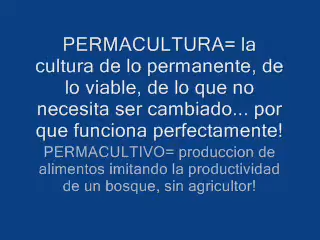 PERMACULTURA= la
cultura de lo permanente, de
lo viable, de lo que no
necesita ser cambiado... por
que funciona perfectamente!
PERMACULTIVO= produccion de
alimentos imitando la productividad
de un bosque, sin agricultor!